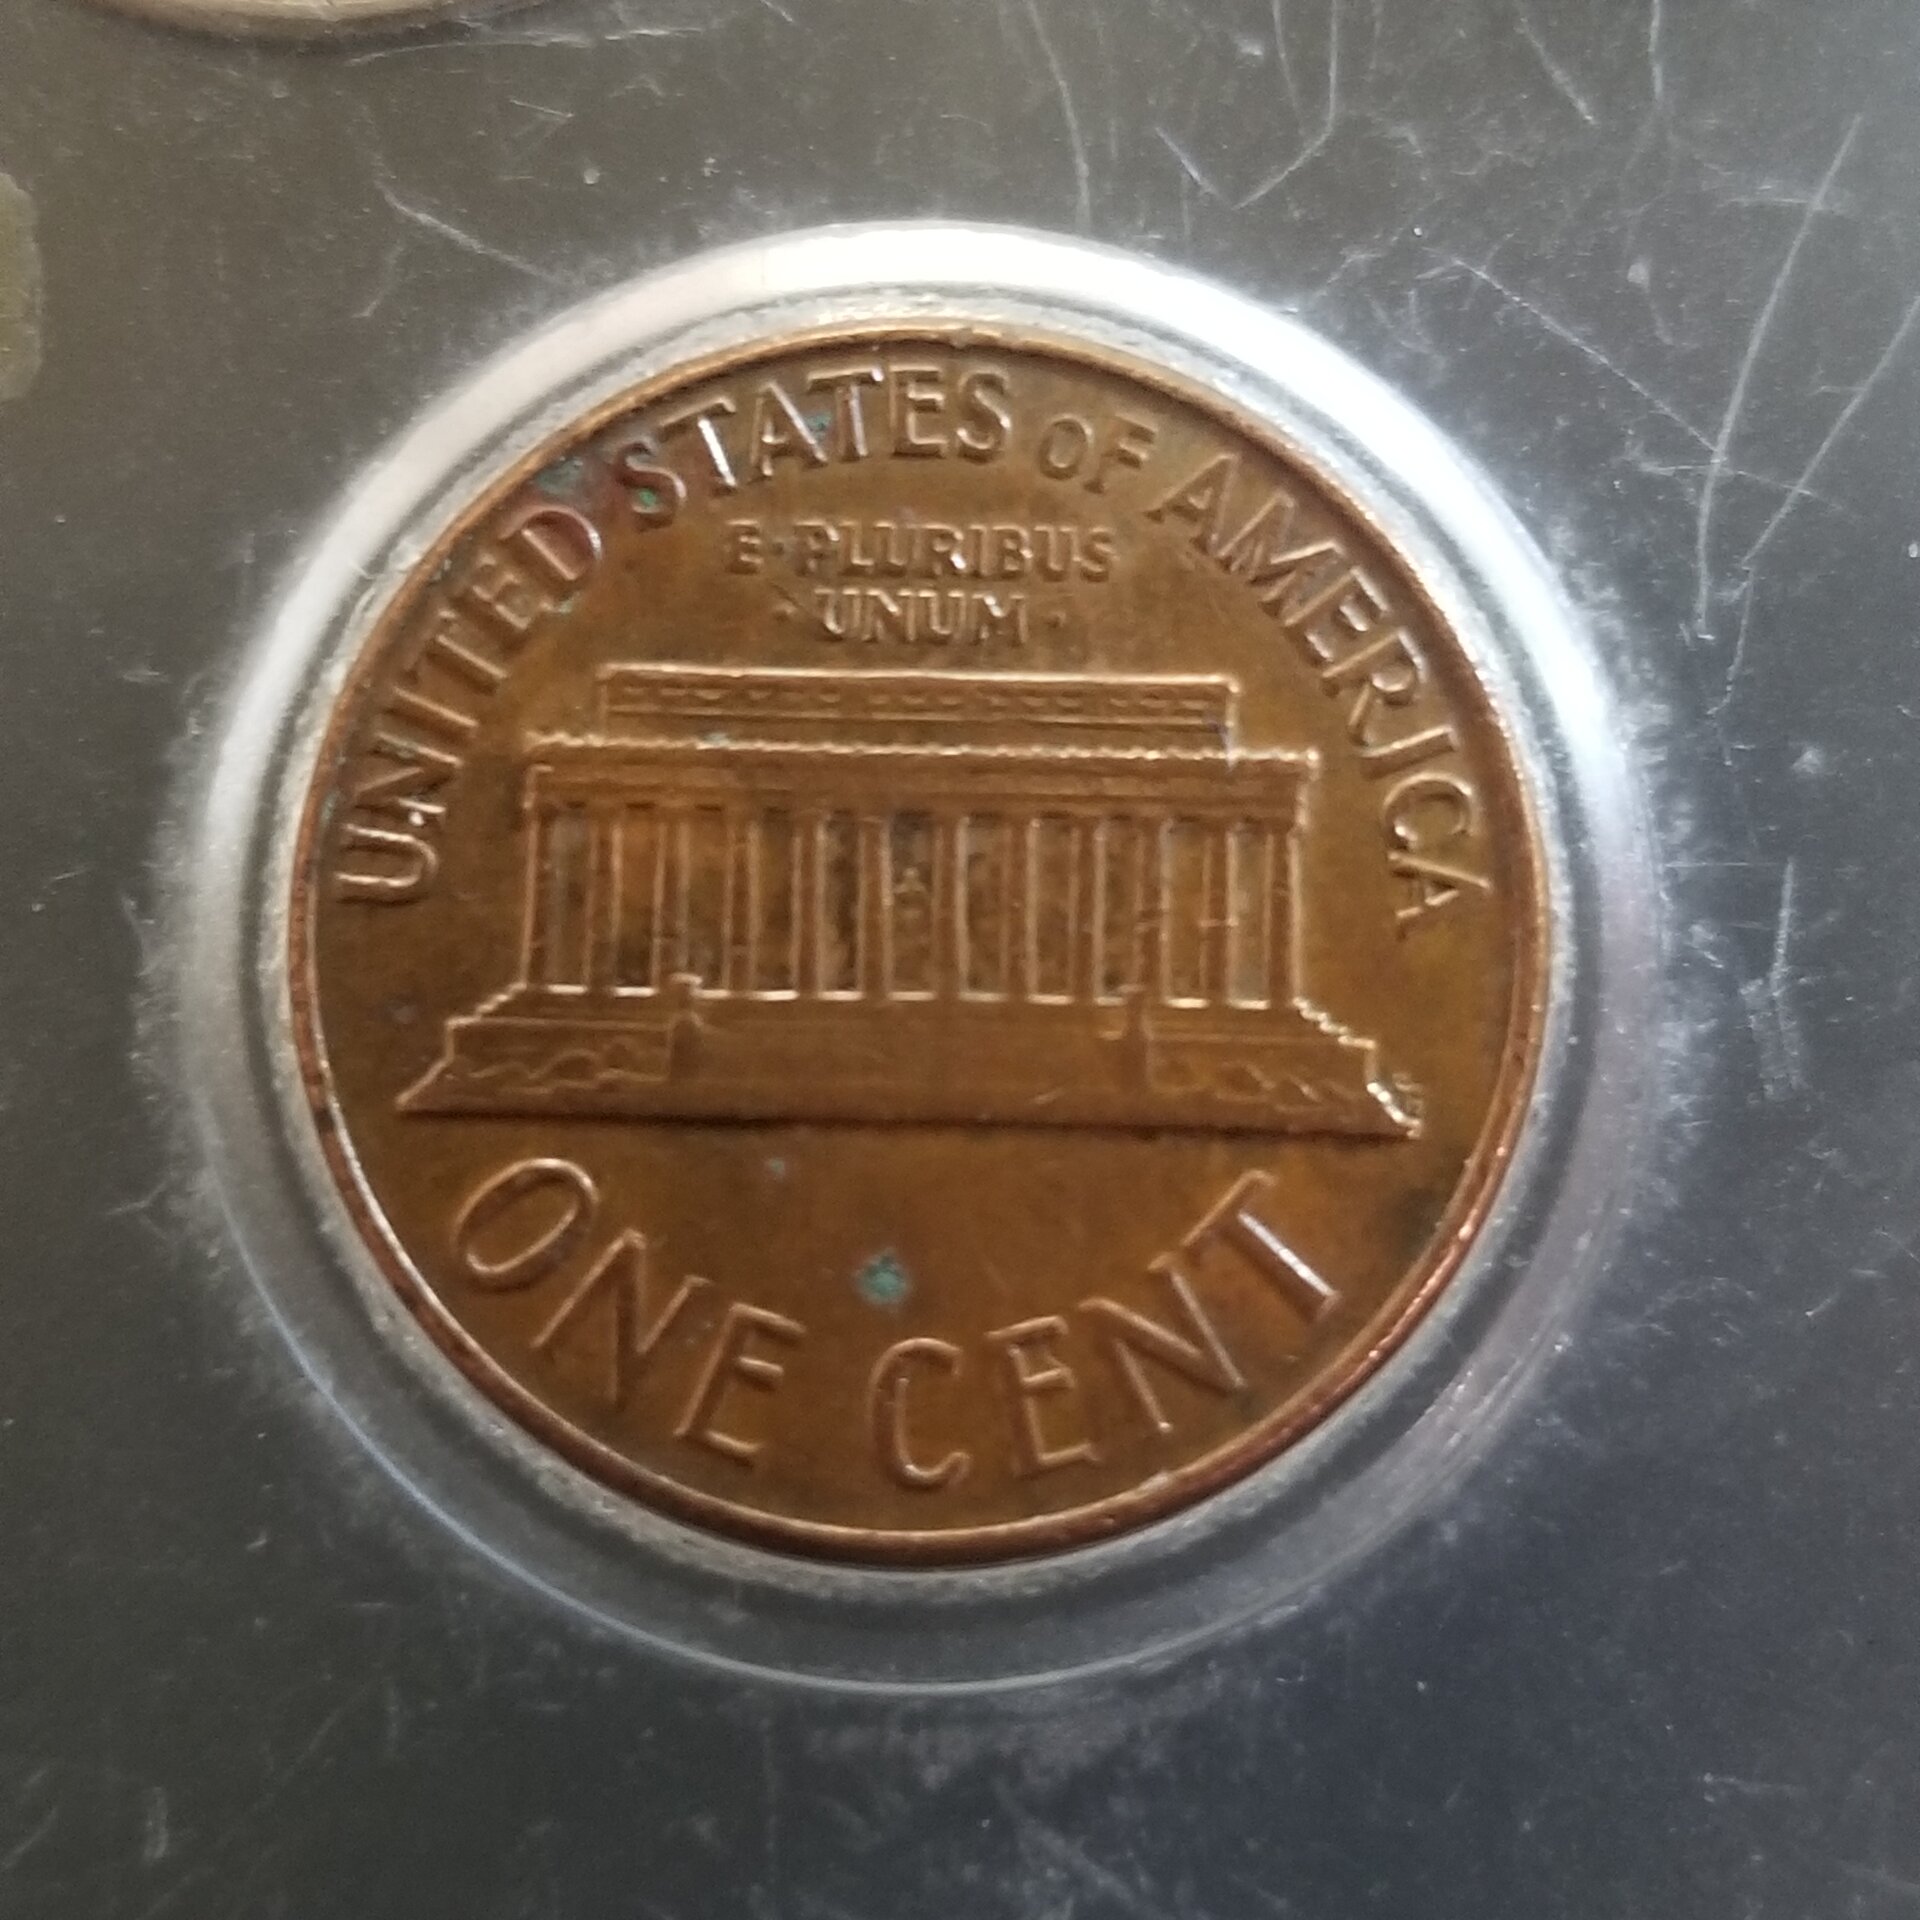 UNITED STATES OF AMERICA
E·PLURIBUS
·UNUM·
ONE CENT